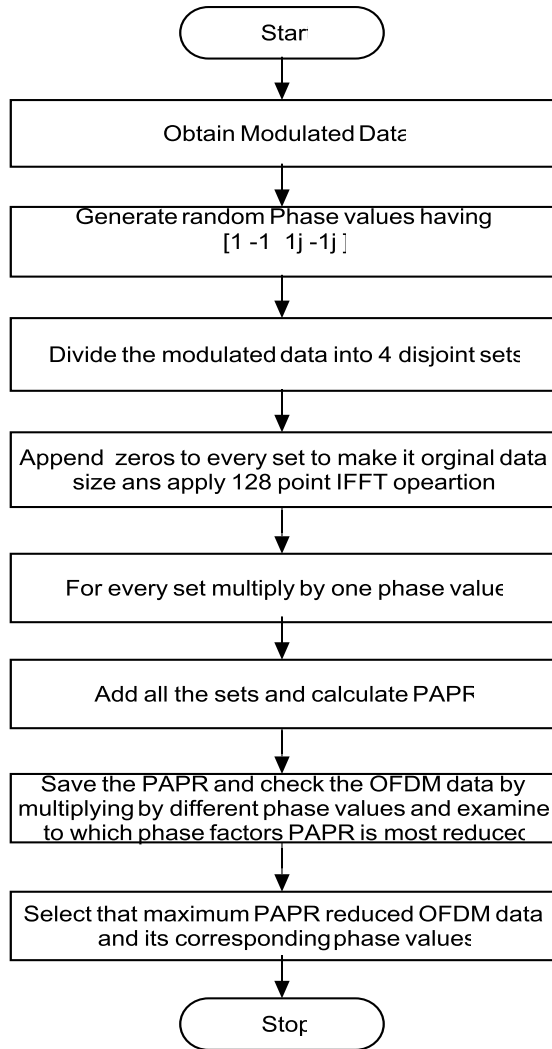 Start
Obtain Modulated Data
Generate random Phase values having
[1 -1 1j -1j ]
Divide the modulated data into 4 disjoint sets
Append zeros to every set to make it orginal data
size ans apply 128 point IFFT opeartion
For every set multiply by one phase value
Add all the sets and calculate PAPR
Save the PAPR and check the OFDM data by
multiplying by different phase values and examine
to which phase factors PAPR is most reduced
Select that maximum PAPR reduced OFDM data
and its corresponding phase values
Stop